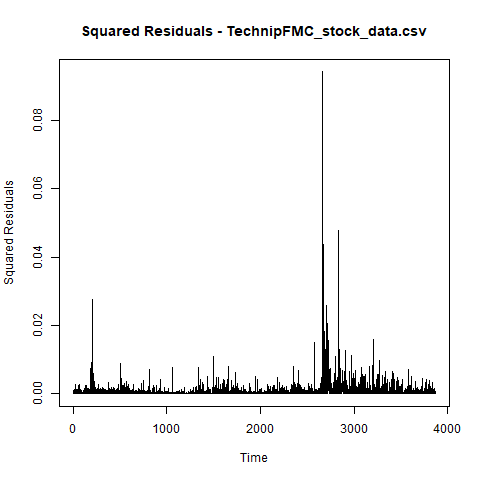 Squared Residuals - TechnipFMC_stock_data.csv
Squared Residuals
0.00 0.02 0.04 0.06 0.08
0 1000 2000 3000 4000
Time